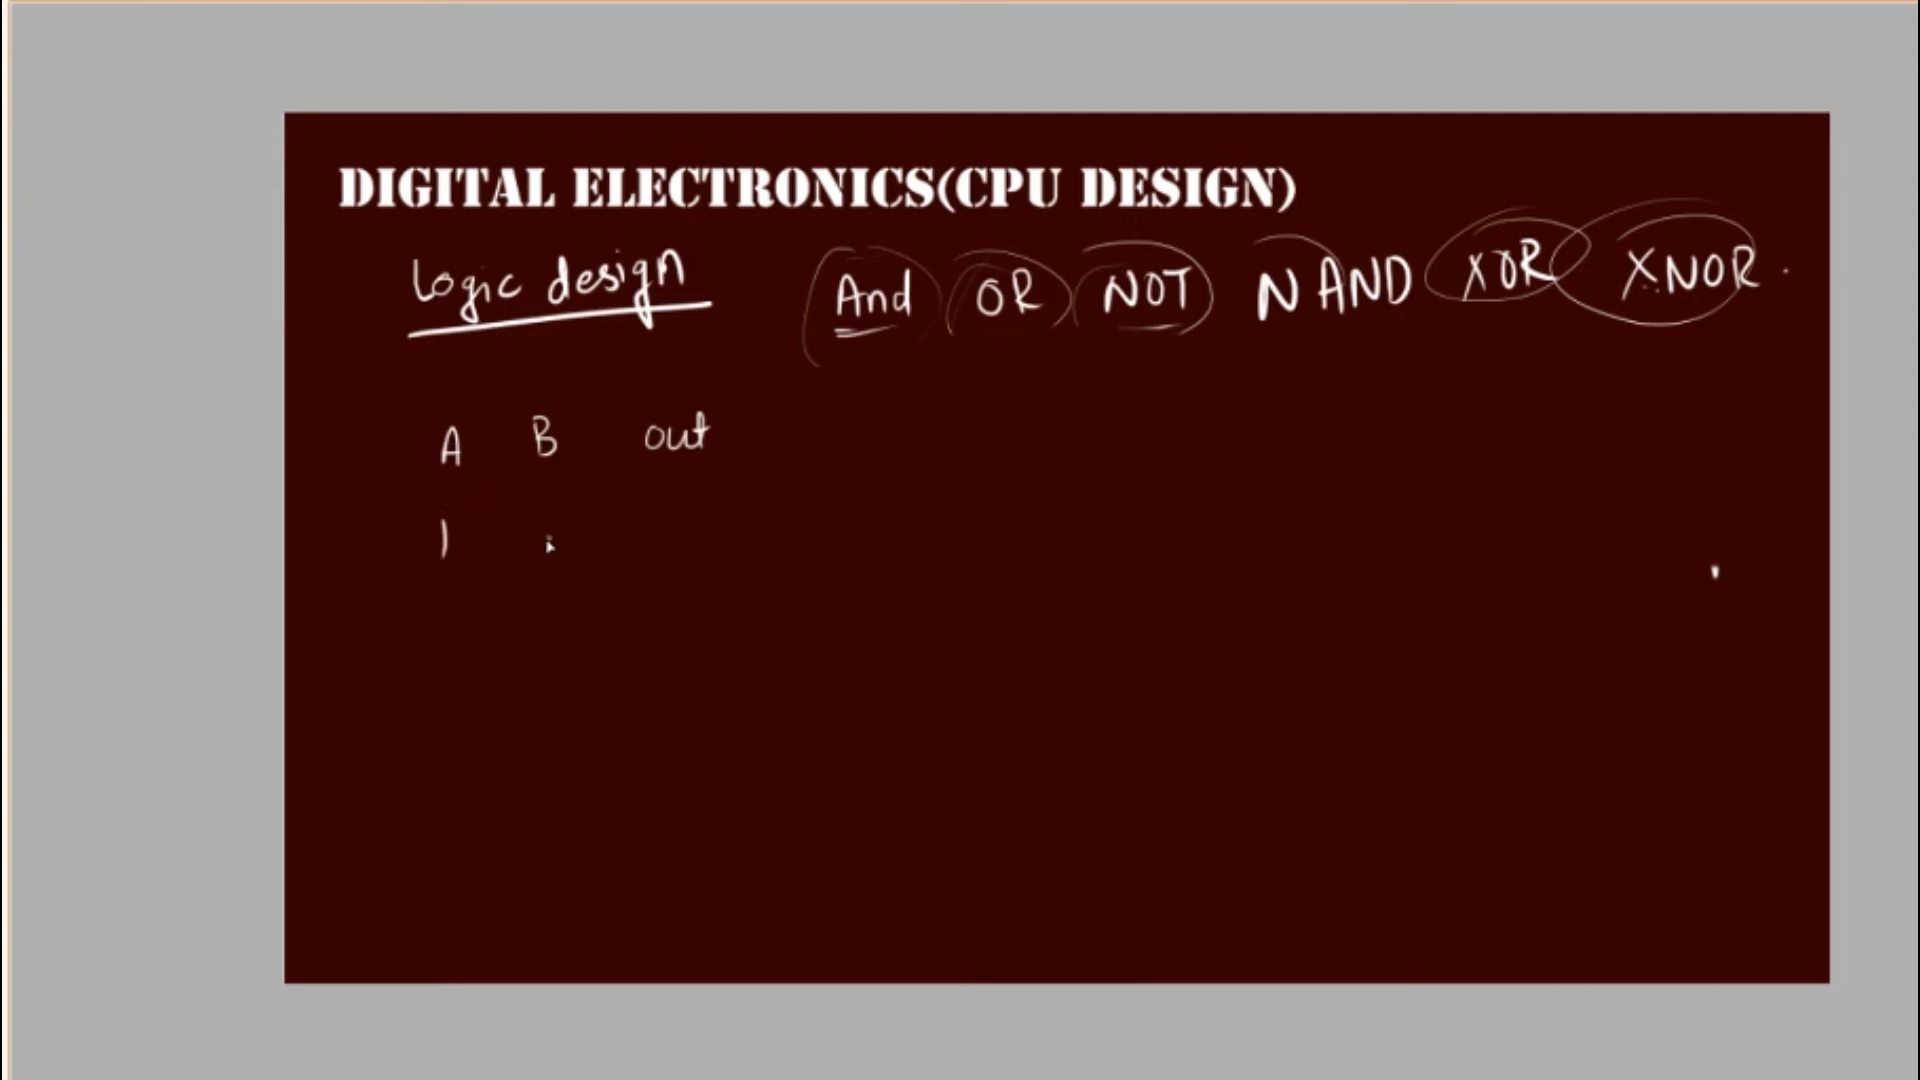 DIGITAL ELECTRONICS(CPU DESIGN)
Logic design And OR NOT NAND XOR XNOR.
A B out
1